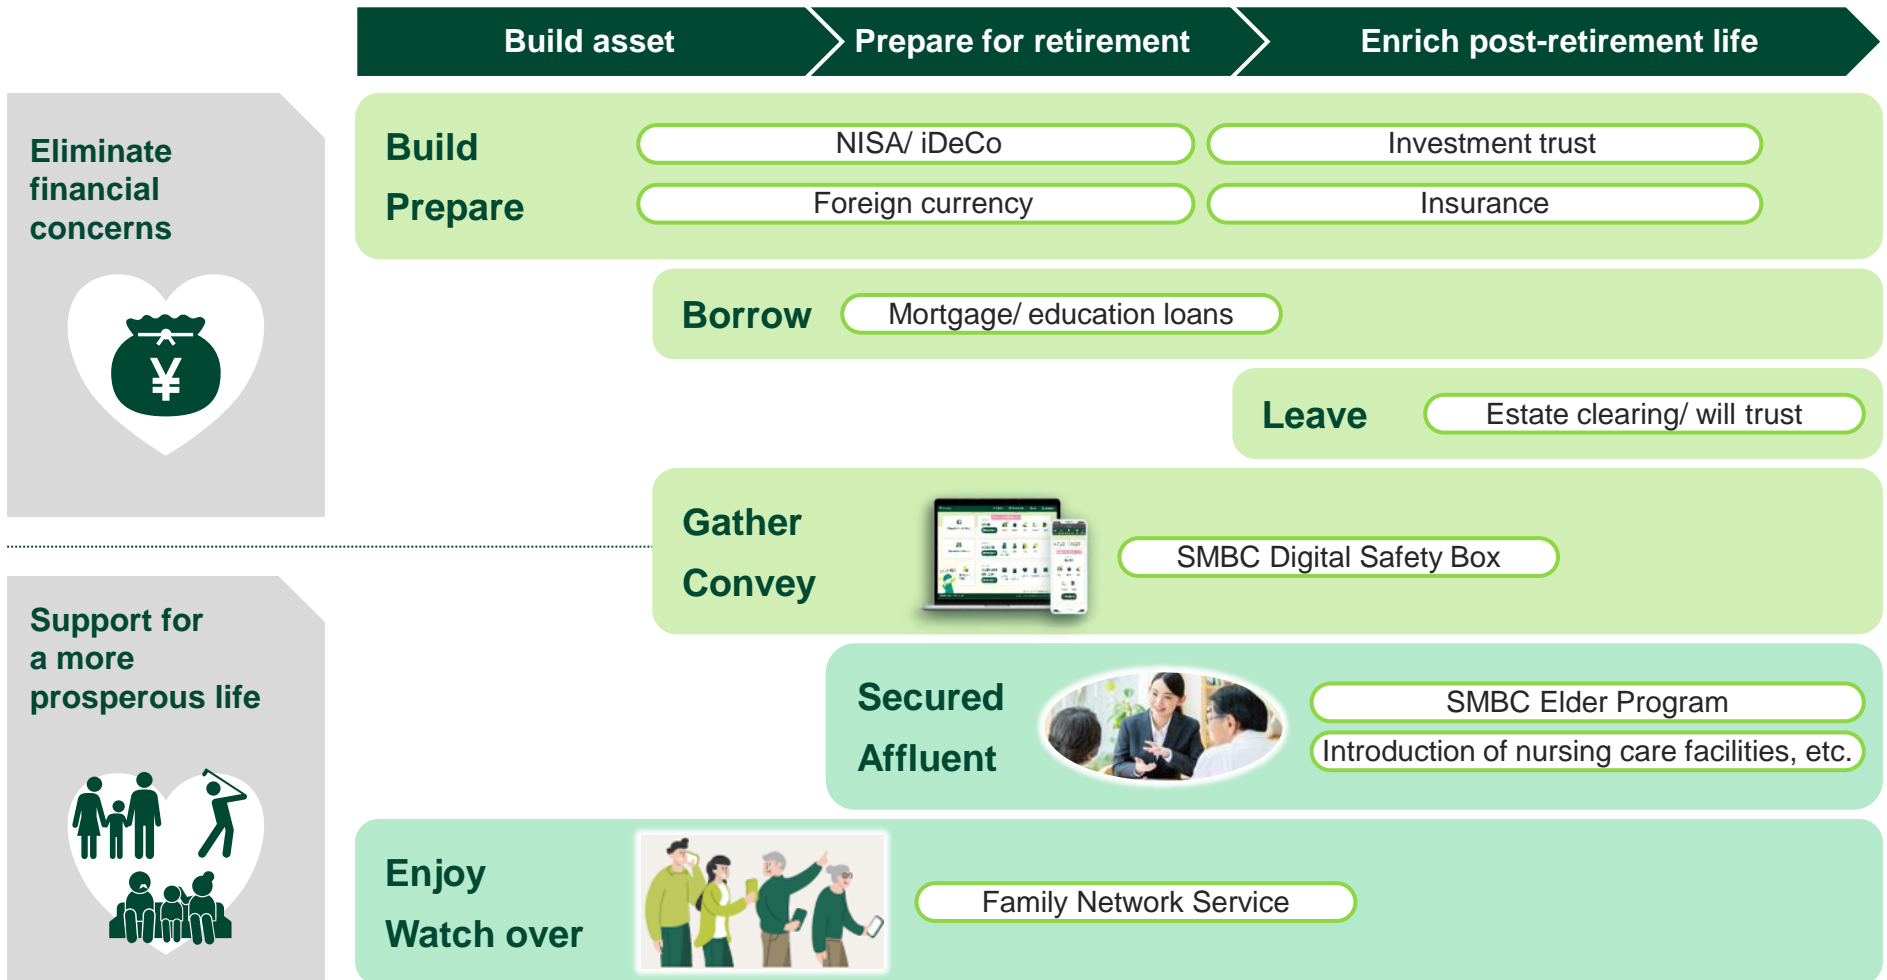 Build asset
Prepare for retirement
Enrich post-retirement life
Eliminate
financial
concerns
¥
Build
Prepare
NISA/ iDeCo
Investment trust
Foreign currency
Insurance
Borrow
Mortgage/ education loans
Leave
Estate clearing/ will trust
Gather
Convey
SMBC Digital Safety Box
Support for
a more
prosperous life
Secured
Affluent
SMBC Elder Program
Introduction of nursing care facilities, etc.
Enjoy
Watch over
Family Network Service